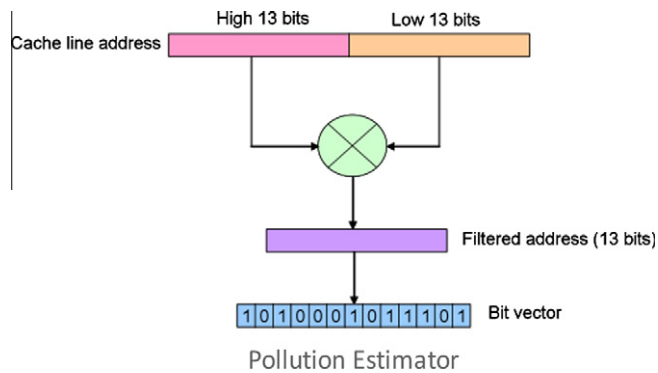 High 13 bits
Low 13 bits
Cache line address
Filtered address (13 bits)
1 0 1 0 0 0 1 0 1 1 1 0 1
Bit vector
Pollution Estimator